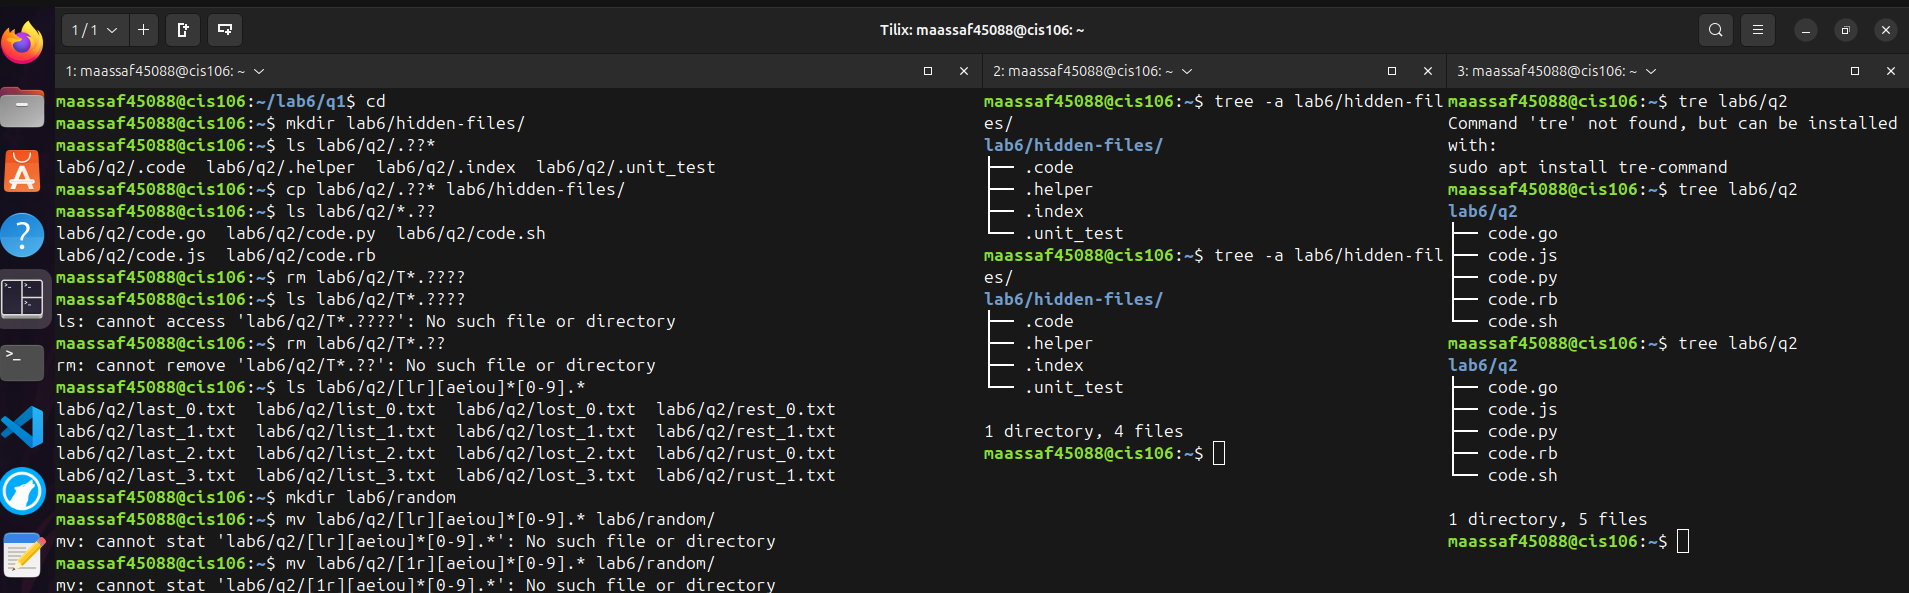 1 / 1
Tilix: maassaf45088@cis106: ~
1: maassaf45088@cis106: ~
maassaf45088@cis106:~/lab6/q1$ cd
maassaf45088@cis106:~$ mkdir lab6/hidden-files/
maassaf45088@cis106:~$ ls lab6/q2/.??*
lab6/q2/.code  lab6/q2/.helper  lab6/q2/.index  lab6/q2/.unit_test
maassaf45088@cis106:~$ cp lab6/q2/.??* lab6/hidden-files/
maassaf45088@cis106:~$ ls lab6/q2/*.??
lab6/q2/code.go  lab6/q2/code.py  lab6/q2/code.sh
lab6/q2/code.js  lab6/q2/code.rb
maassaf45088@cis106:~$ rm lab6/q2/T*.????
maassaf45088@cis106:~$ ls lab6/q2/T*.????
ls: cannot access 'lab6/q2/T*.????': No such file or directory
maassaf45088@cis106:~$ rm lab6/q2/T*.??
rm: cannot remove 'lab6/q2/T*.??': No such file or directory
maassaf45088@cis106:~$ ls lab6/q2/[lr][aeiou]*[0-9].*
lab6/q2/last_0.txt  lab6/q2/list_0.txt  lab6/q2/lost_0.txt  lab6/q2/rest_0.txt
lab6/q2/last_1.txt  lab6/q2/list_1.txt  lab6/q2/lost_1.txt  lab6/q2/rest_1.txt
lab6/q2/last_2.txt  lab6/q2/list_2.txt  lab6/q2/lost_2.txt  lab6/q2/rust_0.txt
lab6/q2/last_3.txt  lab6/q2/list_3.txt  lab6/q2/lost_3.txt  lab6/q2/rust_1.txt
maassaf45088@cis106:~$ mkdir lab6/random
maassaf45088@cis106:~$ mv lab6/q2/[lr][aeiou]*[0-9].* lab6/random/
mv: cannot stat 'lab6/q2/[lr][aeiou]*[0-9].*': No such file or directory
maassaf45088@cis106:~$ mv lab6/q2/[1r][aeiou]*[0-9].* lab6/random/
mv: cannot stat 'lab6/q2/[1r][aeiou]*[0-9].*': No such file or directory
2: maassaf45088@cis106: ~
maassaf45088@cis106:~$ tree -a lab6/hidden-fil
es/
lab6/hidden-files/
├── .code
├── .helper
├── .index
└── .unit_test
maassaf45088@cis106:~$ tree -a lab6/hidden-fil
es/
lab6/hidden-files/
├── .code
├── .helper
├── .index
└── .unit_test
1 directory, 4 files
maassaf45088@cis106:~$
3: maassaf45088@cis106: ~
maassaf45088@cis106:~$ tre lab6/q2
Command 'tre' not found, but can be installed
with:
sudo apt install tre-command
maassaf45088@cis106:~$ tree lab6/q2
lab6/q2
├── code.go
├── code.js
├── code.py
├── code.rb
└── code.sh
maassaf45088@cis106:~$ tree lab6/q2
lab6/q2
├── code.go
├── code.js
├── code.py
├── code.rb
└── code.sh
1 directory, 5 files
maassaf45088@cis106:~$